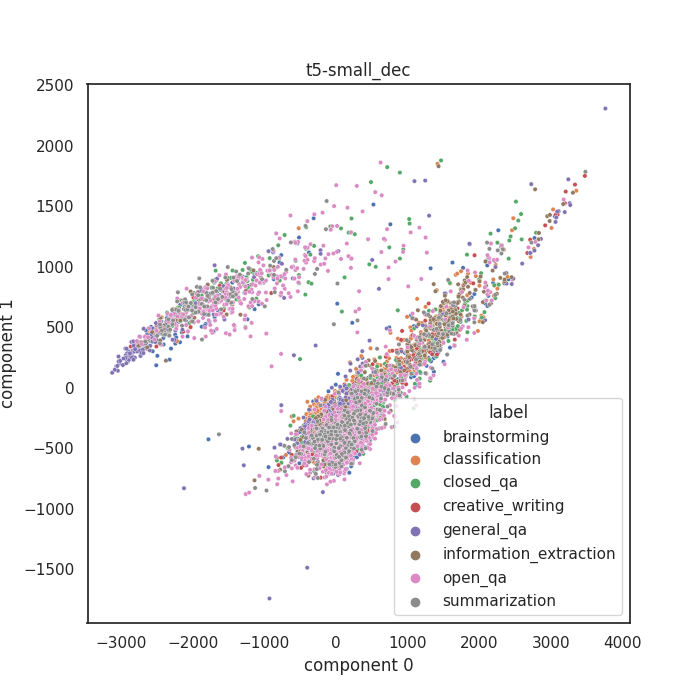 t5-small_dec
2500
2000
1500
1000
500
0
−500
−1000
−1500
component 1
−3000 −2000 −1000 0 1000 2000 3000 4000
component 0
label
brainstorming
classification
closed_qa
creative_writing
general_qa
information_extraction
open_qa
summarization